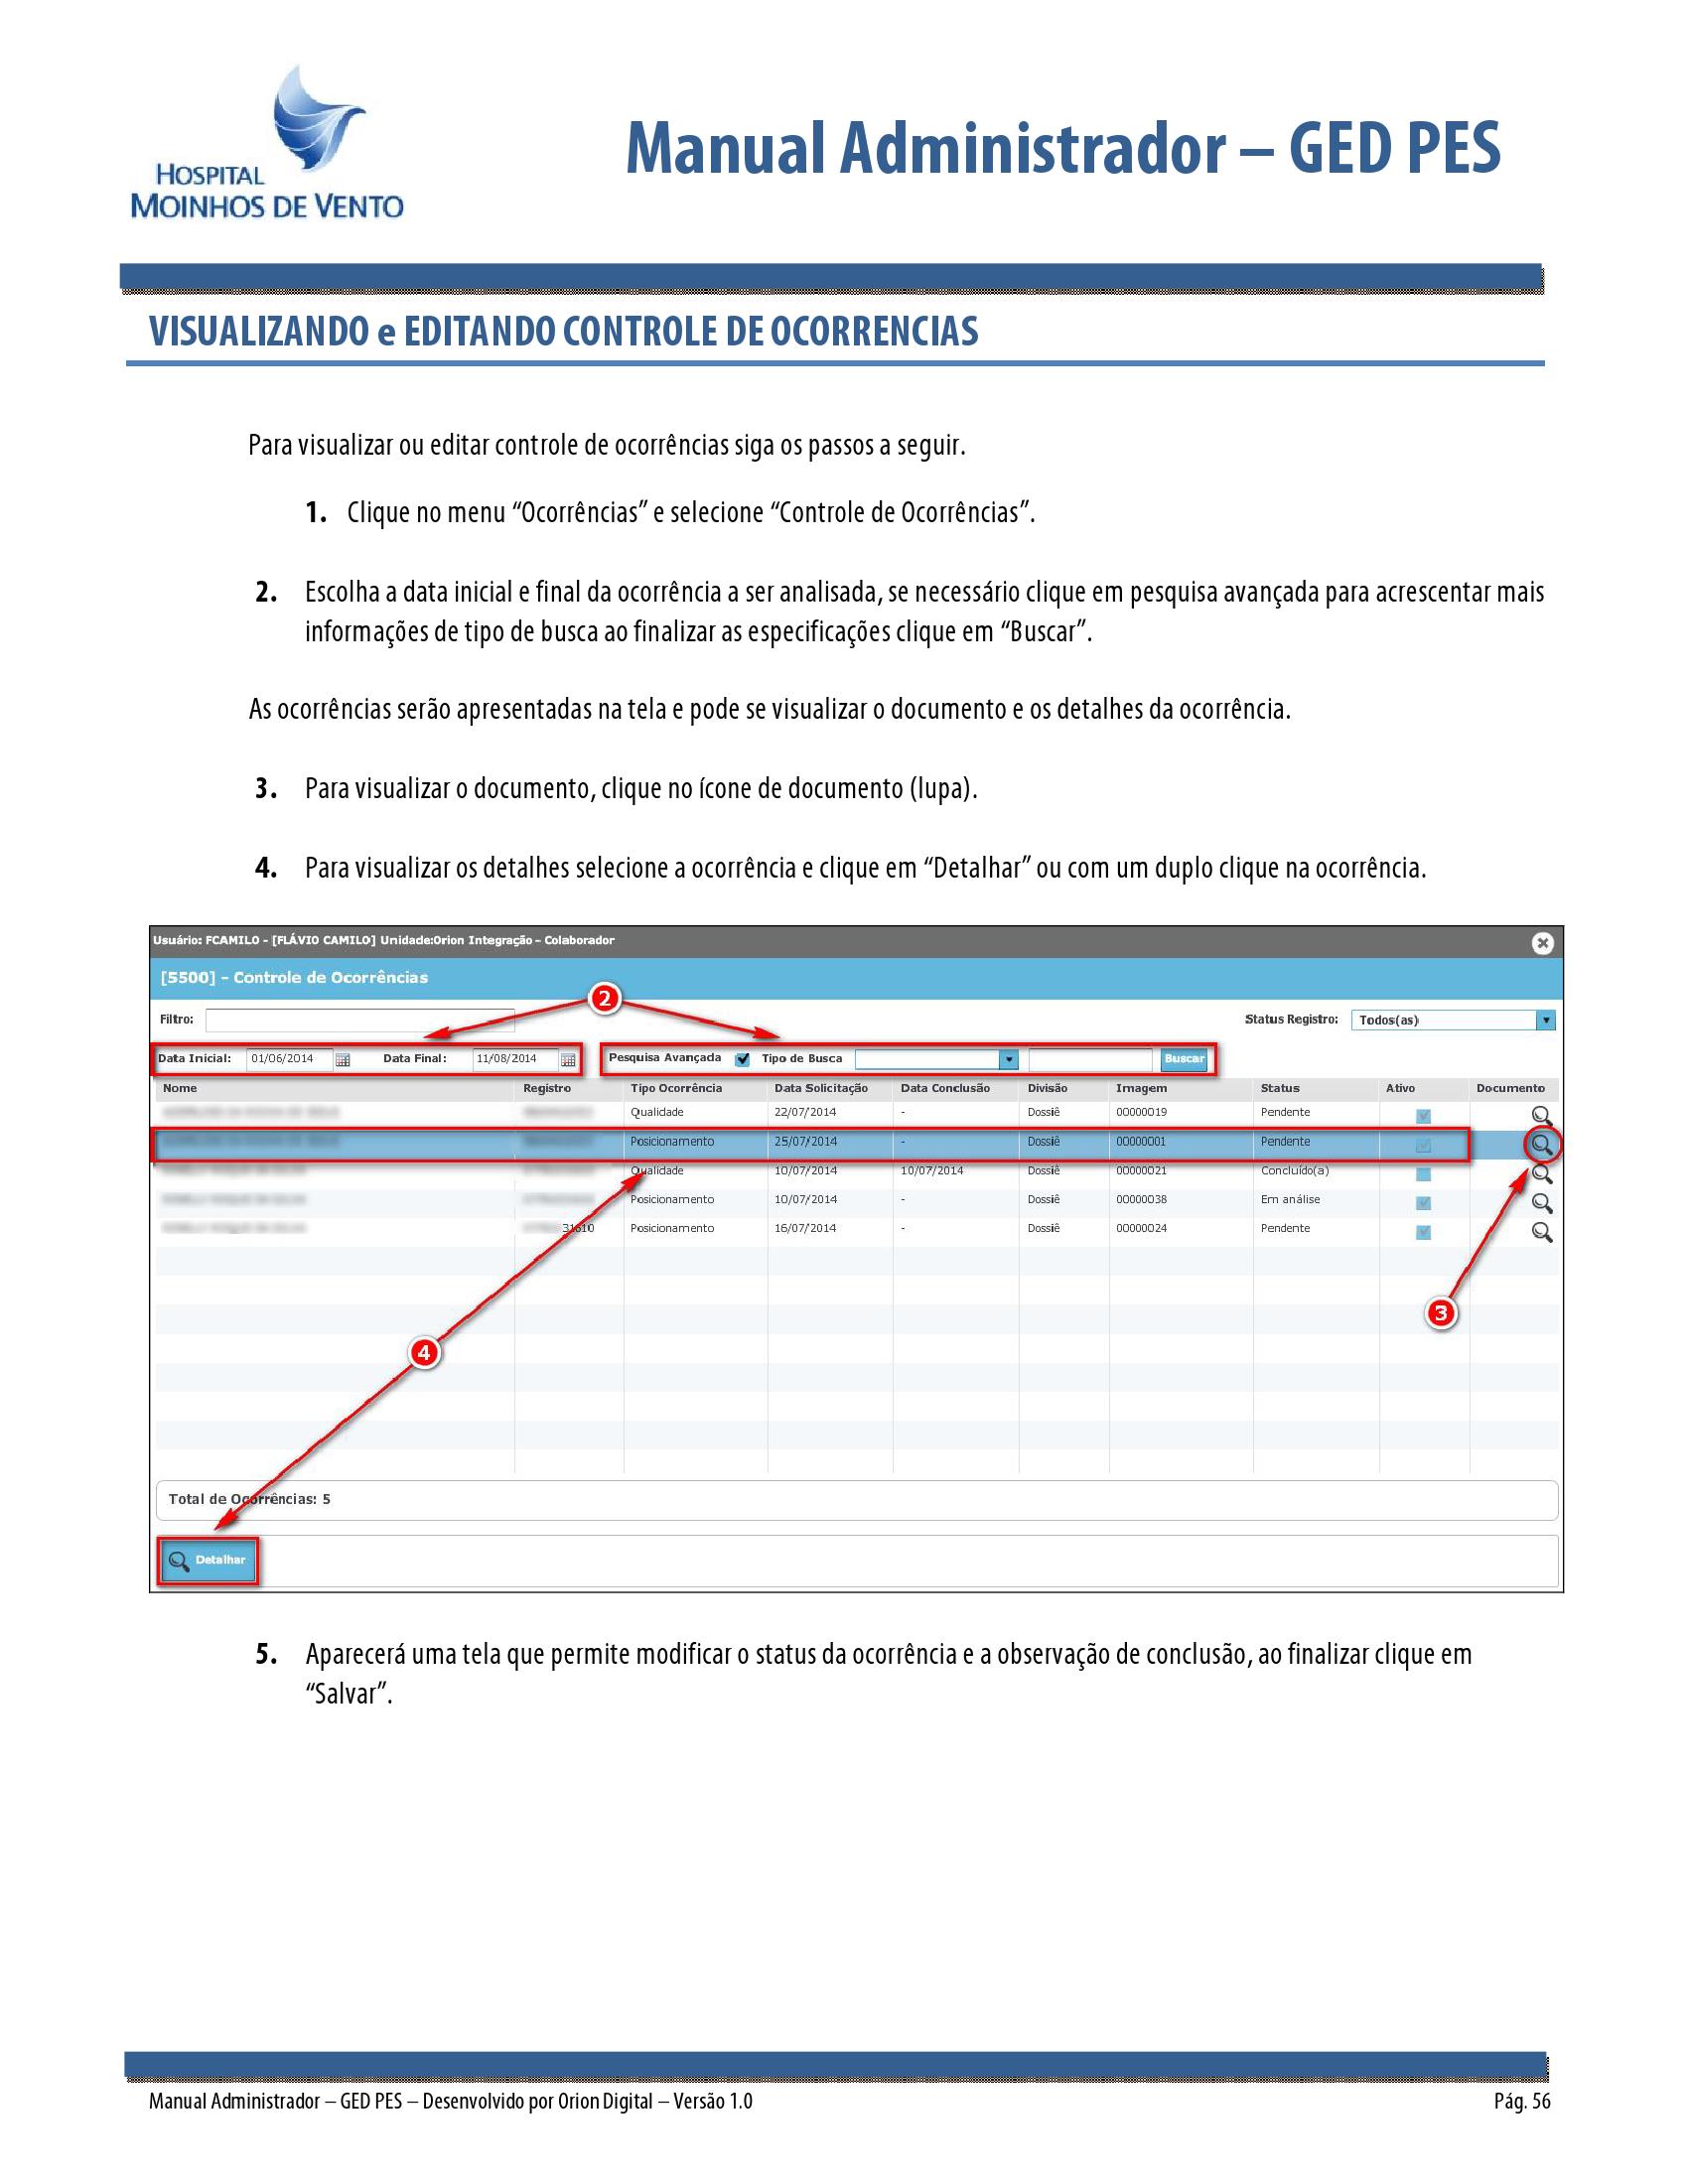 HOSPITAL
MOINHOS DE VENTO
Manual Administrador – GED PES
VISUALIZANDO e EDITANDO CONTROLE DE OCORRENCIAS
Para visualizar ou editar controle de ocorrências siga os passos a seguir.
1. Clique no menu “Ocorrências” e selecione “Controle de Ocorrências”.
2. Escolha a data inicial e final da ocorrência a ser analisada, se necessário clique em pesquisa avançada para acrescentar mais
informações de tipo de busca ao finalizar as especificações clique em “Buscar”.
As ocorrências serão apresentadas na tela e pode se visualizar o documento e os detalhes da ocorrência.
3. Para visualizar o documento, clique no ícone de documento (lupa).
4. Para visualizar os detalhes selecione a ocorrência e clique em “Detalhar” ou com um duplo clique na ocorrência.
Usuário: FCAMILO - [FLÁVIO CAMILO] Unidade:Orion Integração - Colaborador
[5500] - Controle de Ocorrências
2
Filtro: Status Registro: Todos(as)
Data Inicial: 01/06/2014 Data Final: 11/08/2014 Pesquisa Avançada Tipo de Busca Buscar
Nome Registro Tipo Ocorrência Data Solicitação Data Conclusão Divisão Imagem Status Ativo Documento
Qualidade 22/07/2014 - Dossiê 00000019 Pendente
Posicionamento 25/07/2014 - Dossiê 00000001 Pendente
Qualidade 10/07/2014 10/07/2014 Dossiê 00000021 Concluído(a)
Posicionamento 10/07/2014 - Dossiê 00000038 Em análise
Posicionamento 16/07/2014 - Dossiê 00000024 Pendente
3
4
Total de Ocorrências: 5
Detalhar
5. Aparecerá uma tela que permite modificar o status da ocorrência e a observação de conclusão, ao finalizar clique em
“Salvar”.
Manual Administrador – GED PES – Desenvolvido por Orion Digital – Versão 1.0 Pág. 56